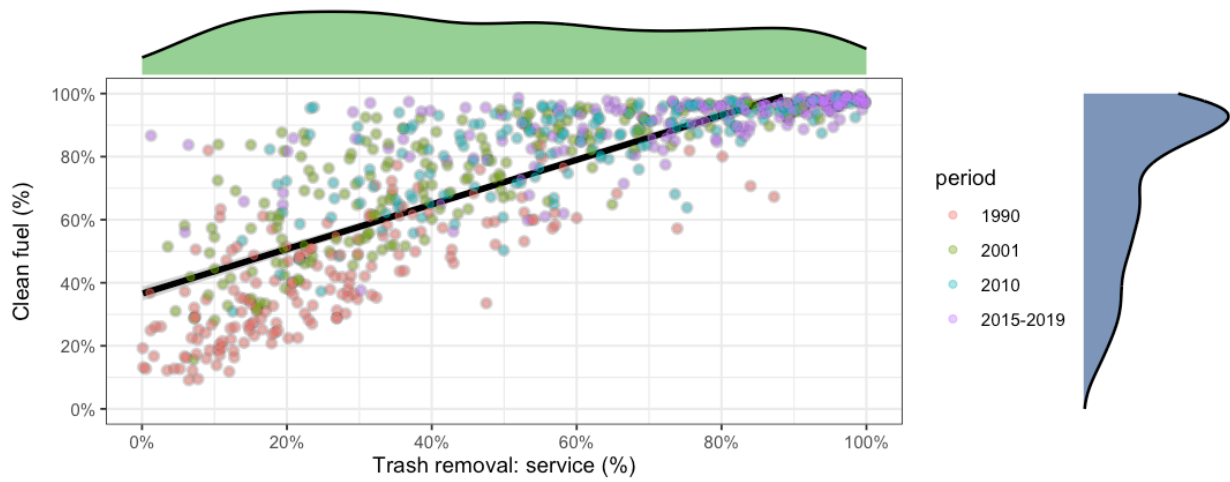 100%
80%
60%
40%
20%
0%
Clean fuel (%)
0% 20% 40% 60% 80% 100%
Trash removal: service (%)
period
1990
2001
2010
2015-2019